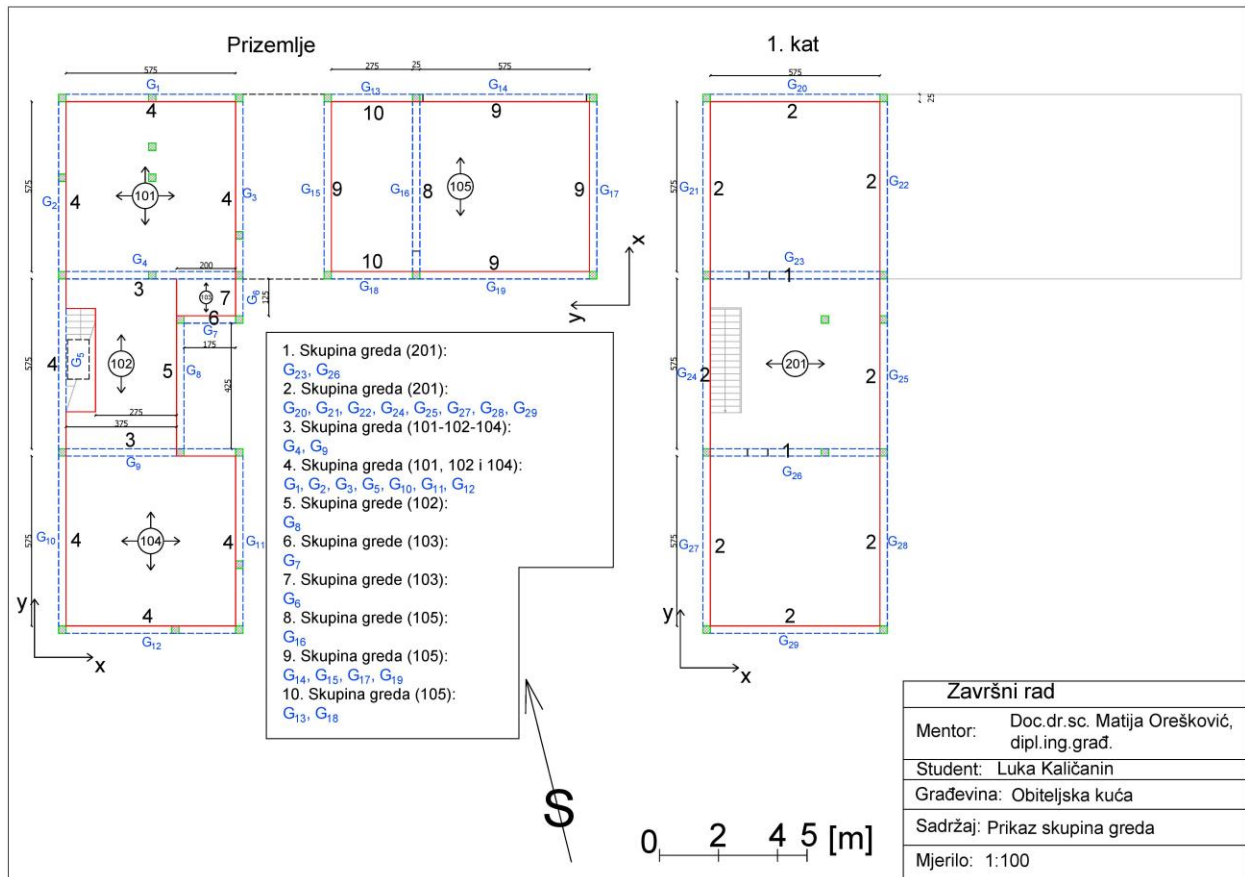 Prizemlje
1. kat
575
G1
275
G13
25
575
G14
575
G20
25
4
10
9
2
575
G2
4
101
4
G3
G15
9
G16
8
105
9
G17
575
G21
2
2
G22
G4
200
10
G18
9
G19
G23
1
3
103
7
G6
125
6
G7
175
x
y
575
4
G5
102
5
G8
425
275
375
3
G9
575
G24
2
201
2
G25
1
G26
575
G10
4
104
4
G11
4
G12
y
x
575
G27
2
2
G28
2
G29
y
x
1. Skupina greda (201):
G23, G26
2. Skupina greda (201):
G20, G21, G22, G24, G25, G27, G28, G29
3. Skupina greda (101-102-104):
G4, G9
4. Skupina greda (101, 102 i 104):
G1, G2, G3, G5, G10, G11, G12
5. Skupina grede (102):
G8
6. Skupina grede (103):
G7
7. Skupina grede (103):
G6
8. Skupina greda (105):
G16
9. Skupina greda (105):
G14, G15, G17, G19
10. Skupina greda (105):
G13, G18
S
0 2 4 5 [m]
Završni rad
Mentor: Doc.dr.sc. Matija Orešković,
dipl.ing.građ.
Student: Luka Kaličanin
Građevina: Obiteljska kuća
Sadržaj: Prikaz skupina greda
Mjerilo: 1:100